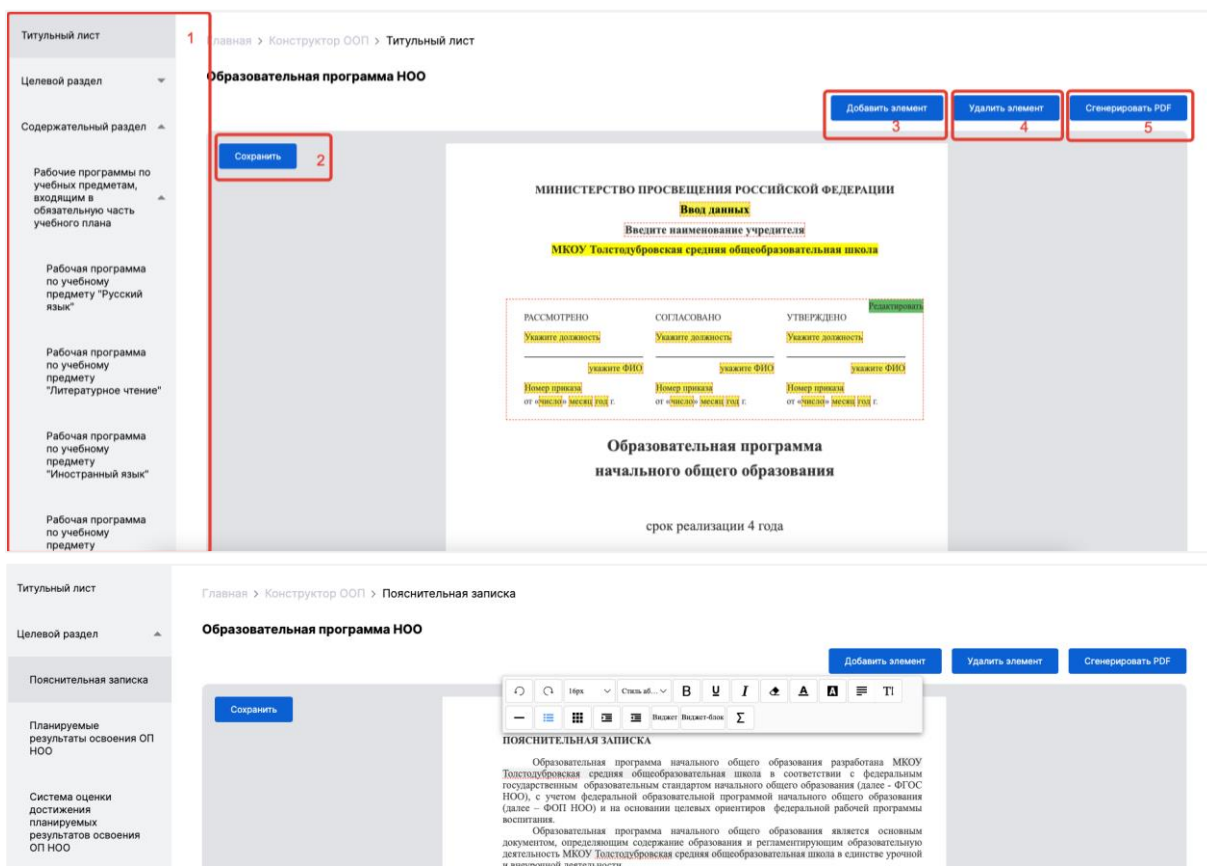 Титульный лист
1
Главная > Конструктор ООП > Титульный лист
Целевой раздел
Образовательная программа НОО
Добавить элемент
3
Удалить элемент
4
Сгенерировать PDF
5
Содержательный раздел
Сохранить
2
Рабочие программы по
учебных предметам,
входящим в
обязательную часть
учебного плана
Рабочая программа
по учебному
предмету "Русский
язык"
Рабочая программа
по учебному
предмету
"Литературное чтение"
Рабочая программа
по учебному
предмету
"Иностранный язык"
Рабочая программа
по учебному
предмету
МИНИСТЕРСТВО ПРОСВЕЩЕНИЯ РОССИЙСКОЙ ФЕДЕРАЦИИ
Ввод данных
Введите наименование учредителя
МКОУ Толстодубровская средняя общеобразовательная школа
Редактировать
РАССМОТРЕНО СОГЛАСОВАНО УТВЕРЖДЕНО
Укажите должность Укажите должность Укажите должность
укажите ФИО укажите ФИО укажите ФИО
Номер приказа Номер приказа Номер приказа
от «число» месяц год г. от «число» месяц год г. от «число» месяц год г.
Образовательная программа
начального общего образования
срок реализации 4 года
Титульный лист
Главная > Конструктор ООП > Пояснительная записка
Целевой раздел
Образовательная программа НОО
Добавить элемент
Удалить элемент
Сгенерировать PDF
Пояснительная записка
Сохранить
Планируемые
результаты освоения ОП
НОО
Система оценки
достижения
планируемых
результатов освоения
ОП НОО
16px Стиль аб... B U I A A T!
Виджет Виджет-блок Σ
ПОЯСНИТЕЛЬНАЯ ЗАПИСКА
Образовательная программа начального общего образования разработана МКОУ
Толстодубровская средняя общеобразовательная школа в соответствии с федеральным
государственным образовательным стандартом начального общего образования (далее - ФГОС
НОО), с учетом федеральной образовательной программой начального общего образования
(далее – ФОП НОО) и на основании целевых ориентиров федеральной рабочей программы
воспитания.
Образовательная программа начального общего образования является основным
документом, определяющим содержание образования и регламентирующим образовательную
деятельность МКОУ Толстодубровская средняя общеобразовательная школа в единстве урочной
и внеурочной деятельности